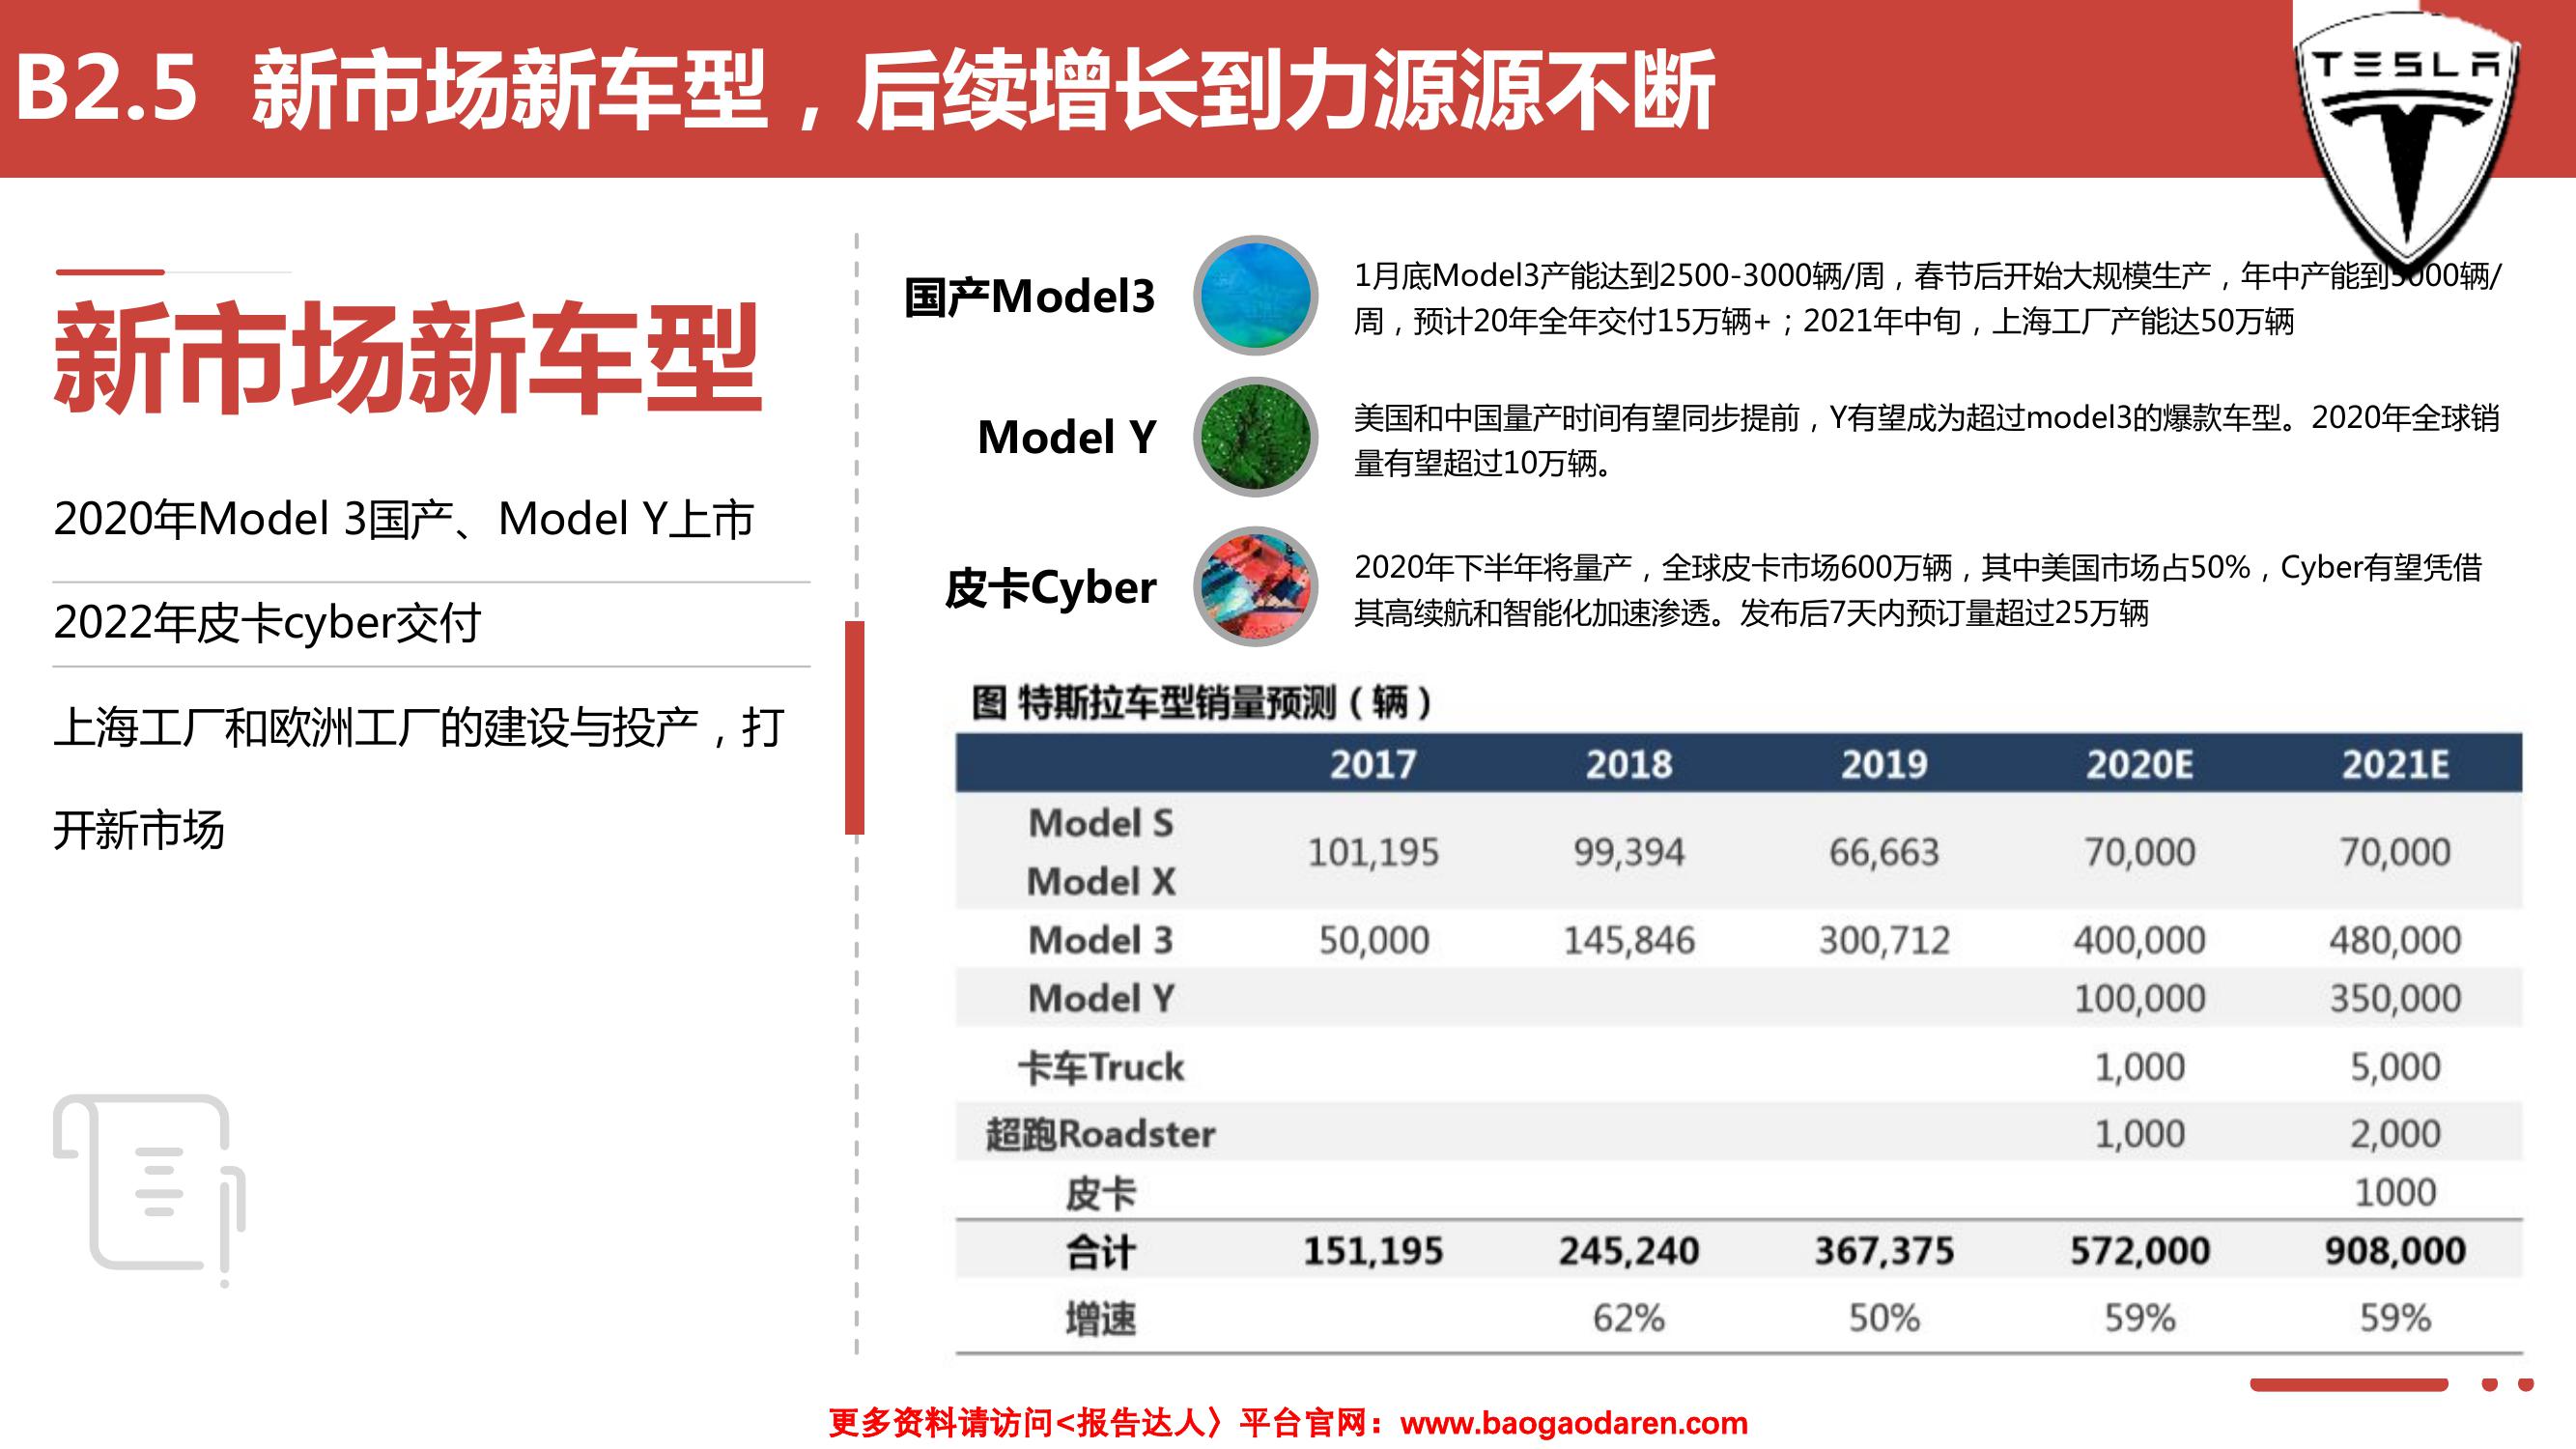 B2.5 新市场新车型，后续增长到力源源不断
TESLA
新市场新车型
2020年Model 3国产、Model Y上市
2022年皮卡cyber交付
上海工厂和欧洲工厂的建设与投产，打
开新市场
国产Model3
1月底Model3产能达到2500-3000辆/周，春节后开始大规模生产，年中产能到5000辆/
周，预计20年全年交付15万辆+；2021年中旬，上海工厂产能达50万辆
Model Y
美国和中国量产时间有望同步提前，Y有望成为超过model3的爆款车型。2020年全球销
量有望超过10万辆。
皮卡Cyber
2020年下半年将量产，全球皮卡市场600万辆，其中美国市场占50%，Cyber有望凭借
其高续航和智能化加速渗透。发布后7天内预订量超过25万辆
图 特斯拉车型销量预测（辆）
2017 2018 2019 2020E 2021E
Model S
Model X
101,195 99,394 66,663 70,000 70,000
Model 3 50,000 145,846 300,712 400,000 480,000
Model Y 100,000 350,000
卡车Truck 1,000 5,000
超跑Roadster 1,000 2,000
皮卡 1000
合计 151,195 245,240 367,375 572,000 908,000
增速 62% 50% 59% 59%
更多资料请访问<报告达人〉平台官网：www.baogaodaren.com